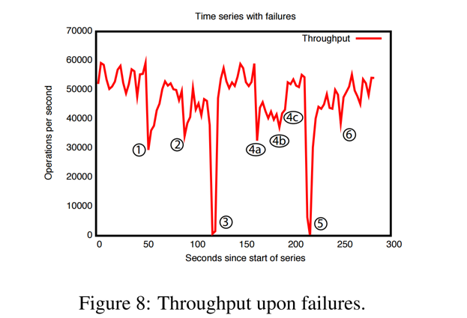 Time series with failures
Throughput
70000
60000
50000
40000
30000
20000
10000
0
Operations per second
1
2
3
4a
4b
4c
5
6
0 50 100 150 200 250 300
Seconds since start of series
Figure 8: Throughput upon failures.